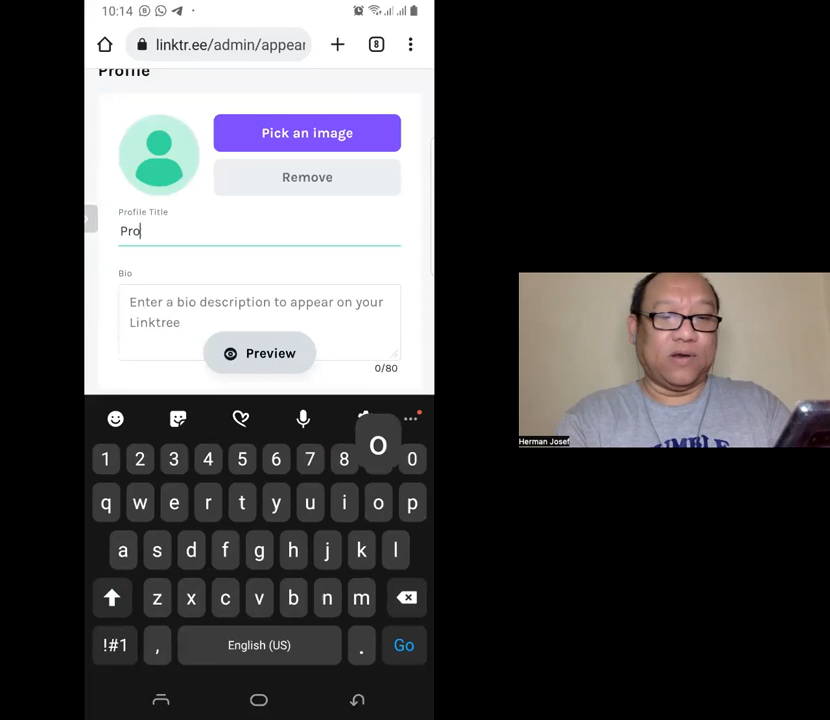 10:14
linktr.ee/admin/appear
8
Profile
Pick an image
Remove
Profile Title
Pro
Bio
Enter a bio description to appear on your
Linktree
Preview
0/80
o
1 2 3 4 5 6 7 8 0
q w e r t y u i o p
a s d f g h j k l
z x c v b n m
!#1 , English (US) . Go
Herman Josef